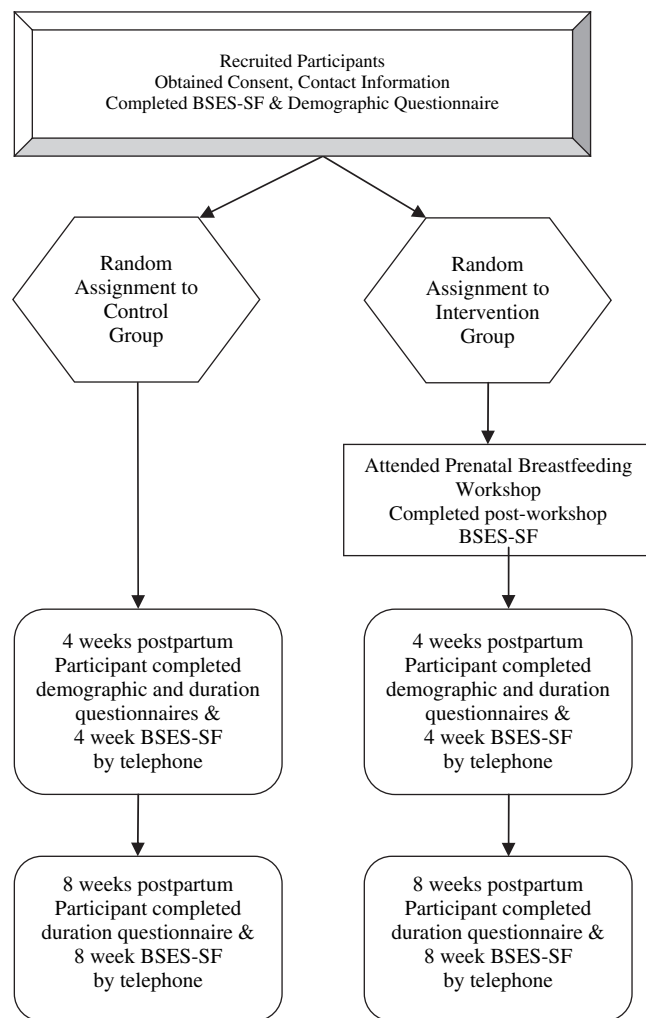 Recruited Participants
Obtained Consent, Contact Information
Completed BSES-SF & Demographic Questionnaire
Random
Assignment to
Control
Group
Random
Assignment to
Intervention
Group
Attended Prenatal Breastfeeding
Workshop
Completed post-workshop
BSES-SF
4 weeks postpartum
Participant completed
demographic and duration
questionnaires &
4 week BSES-SF
by telephone
4 weeks postpartum
Participant completed
demographic and duration
questionnaires &
4 week BSES-SF
by telephone
8 weeks postpartum
Participant completed
duration questionnaire &
8 week BSES-SF
by telephone
8 weeks postpartum
Participant completed
duration questionnaire &
8 week BSES-SF
by telephone